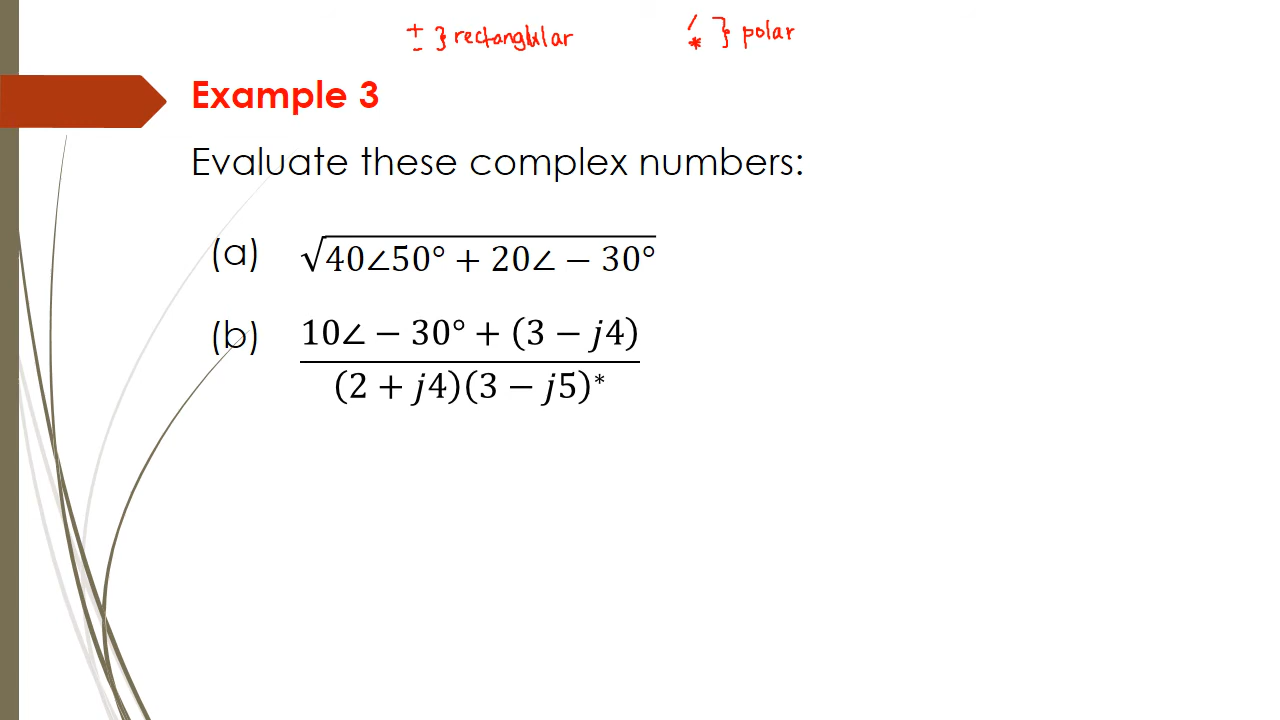 + - } rectanglular / * } polar
Example 3
Evaluate these complex numbers:
(a) √40∠50° + 20∠ − 30°
(b) 10∠ − 30° + (3 − j4)
(2 + j4)(3 − j5)*